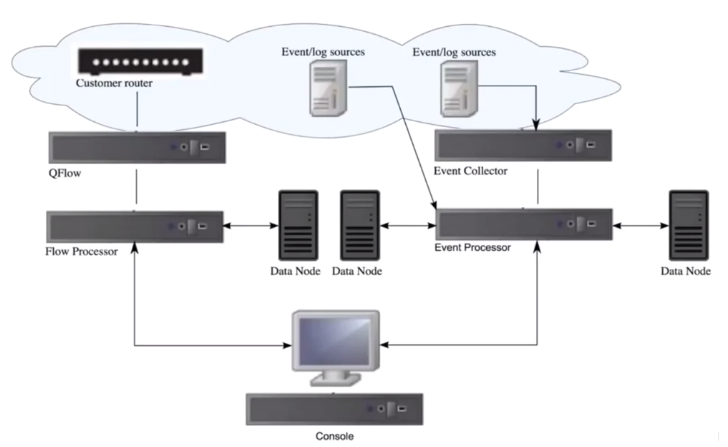 Event/log sources
Event/log sources
Customer router
QFlow
Event Collector
Flow Processor
Event Processor
Data Node
Data Node
Data Node
Console